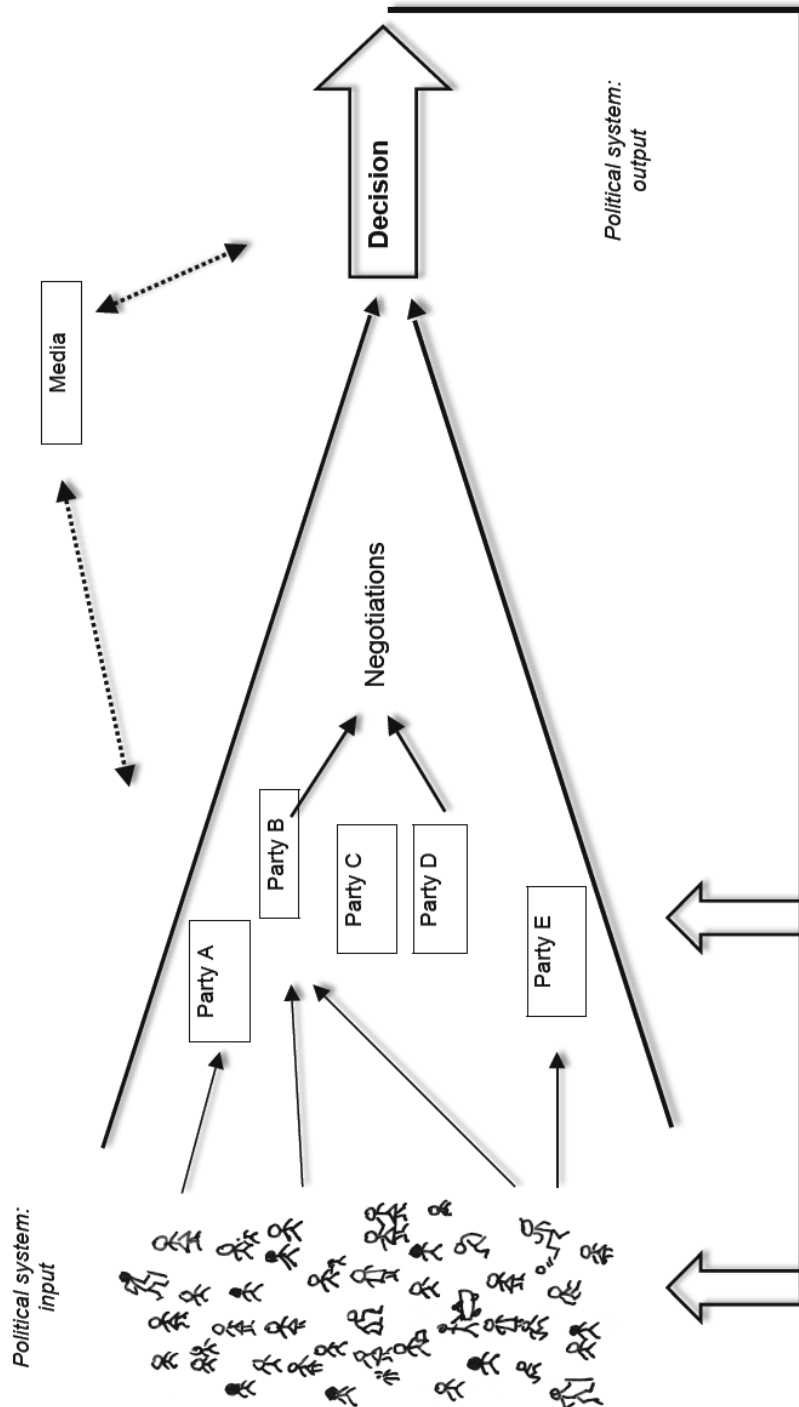 Political system:
input
Party A
Party B
Party C
Party D
Party E
Negotiations
Media
Decision
Political system:
output